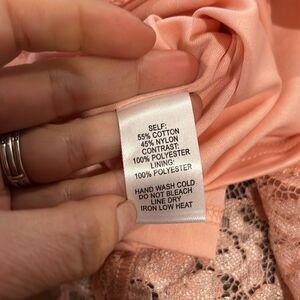 SELF:
55% COTTON
45% NYLON
CONTRAST:
100% POLYESTER
LINING:
100% POLYESTER
HAND WASH COLD
DO NOT BLEACH
LINE DRY
IRON LOW HEAT